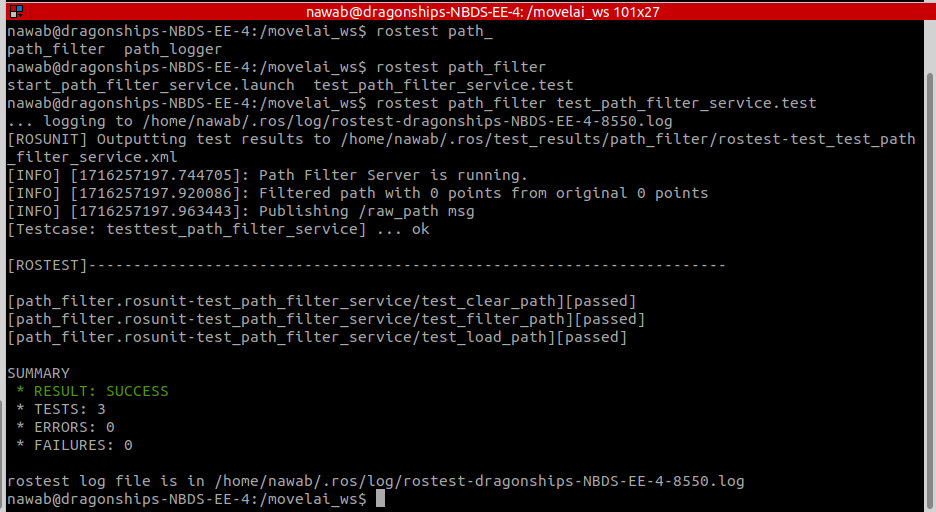 nawab@dragonships-NBDS-EE-4: /movelai_ws 101x27
nawab@dragonships-NBDS-EE-4:/movelai_ws$ rostest path_
path_filter  path_logger
nawab@dragonships-NBDS-EE-4:/movelai_ws$ rostest path_filter
start_path_filter_service.launch  test_path_filter_service.test
nawab@dragonships-NBDS-EE-4:/movelai_ws$ rostest path_filter test_path_filter_service.test
... logging to /home/nawab/.ros/log/rostest-dragonships-NBDS-EE-4-8550.log
[ROSUNIT] Outputting test results to /home/nawab/.ros/test_results/path_filter/rostest-test_test_path
_filter_service.xml
[INFO] [1716257197.744705]: Path Filter Server is running.
[INFO] [1716257197.920086]: Filtered path with 0 points from original 0 points
[INFO] [1716257197.963443]: Publishing /raw_path msg
[Testcase: testtest_path_filter_service] ... ok
[ROSTEST]-----------------------------------------------------------------------
[path_filter.rosunit-test_path_filter_service/test_clear_path][passed]
[path_filter.rosunit-test_path_filter_service/test_filter_path][passed]
[path_filter.rosunit-test_path_filter_service/test_load_path][passed]
SUMMARY
 * RESULT: SUCCESS
 * TESTS: 3
 * ERRORS: 0
 * FAILURES: 0
rostest log file is in /home/nawab/.ros/log/rostest-dragonships-NBDS-EE-4-8550.log
nawab@dragonships-NBDS-EE-4:/movelai_ws$